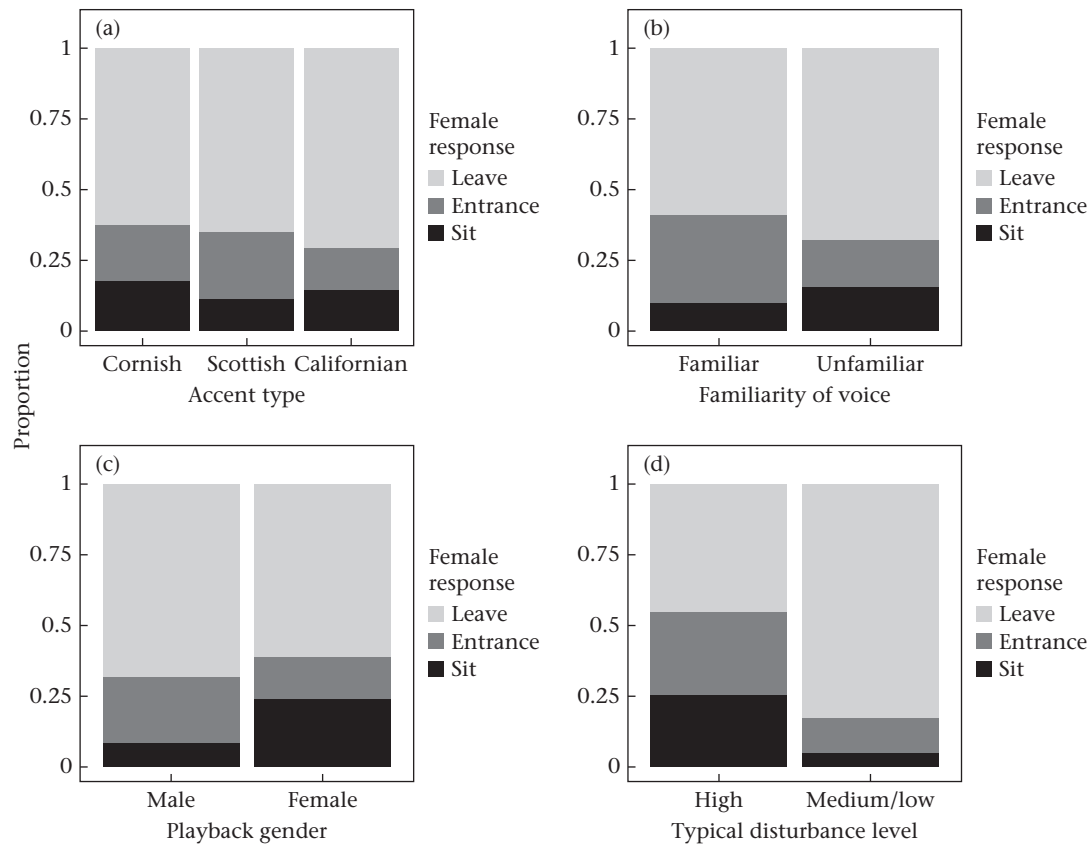 (a)
1
0.75
0.5
0.25
0
Cornish Scottish Californian
Accent type
Female
response
Leave
Entrance
Sit
(b)
1
0.75
0.5
0.25
0
Familiar Unfamiliar
Familiarity of voice
Female
response
Leave
Entrance
Sit
Proportion
(c)
1
0.75
0.5
0.25
0
Male Female
Playback gender
Female
response
Leave
Entrance
Sit
(d)
1
0.75
0.5
0.25
0
High Medium/low
Typical disturbance level
Female
response
Leave
Entrance
Sit